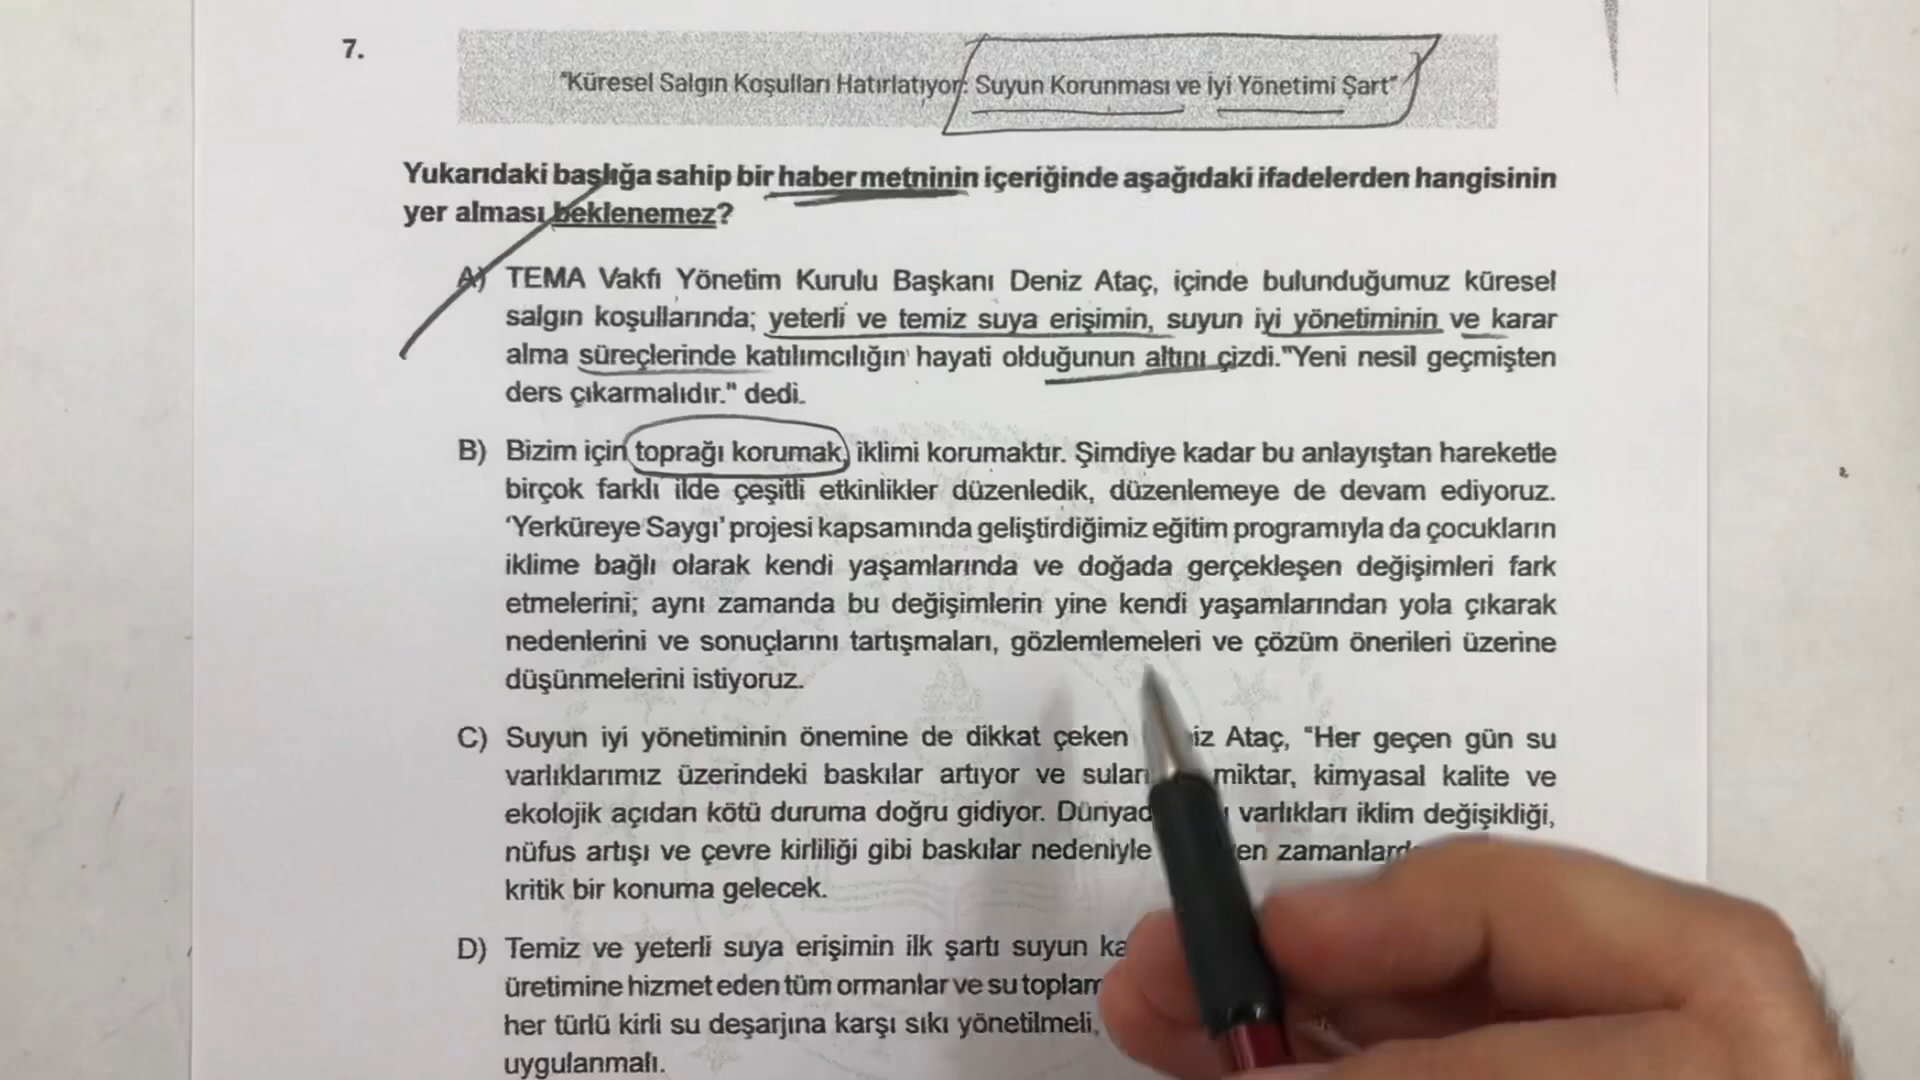 7.
"Küresel Salgın Koşulları Hatırlatıyor: Suyun Korunması ve İyi Yönetimi Şart"
Yukarıdaki başlığa sahip bir haber metninin içeriğinde aşağıdaki ifadelerden hangisinin
yer alması beklenemez?
A) TEMA Vakfı Yönetim Kurulu Başkanı Deniz Ataç, içinde bulunduğumuz küresel
salgın koşullarında; yeterli ve temiz suya erişimin, suyun iyi yönetiminin ve karar
alma süreçlerinde katılımcılığın hayati olduğunun altını çizdi."Yeni nesil geçmişten
ders çıkarmalıdır." dedi.
B) Bizim için toprağı korumak, iklimi korumaktır. Şimdiye kadar bu anlayıştan hareketle
birçok farklı ilde çeşitli etkinlikler düzenledik, düzenlemeye de devam ediyoruz.
'Yerküreye Saygı' projesi kapsamında geliştirdiğimiz eğitim programıyla da çocukların
iklime bağlı olarak kendi yaşamlarında ve doğada gerçekleşen değişimleri fark
etmelerini; aynı zamanda bu değişimlerin yine kendi yaşamlarından yola çıkarak
nedenlerini ve sonuçlarını tartışmaları, gözlemlemeleri ve çözüm önerileri üzerine
düşünmelerini istiyoruz.
C) Suyun iyi yönetiminin önemine de dikkat çeken Ataç, "Her geçen gün su
varlıklarımız üzerindeki baskılar artıyor ve miktar, kimyasal kalite ve
ekolojik açıdan kötü duruma doğru gidiyor. varlıkları iklim değişikliği,
nüfus artışı ve çevre kirliliği gibi baskılar nedeniyle
kritik bir konuma gelecek.
D) Temiz ve yeterli suya erişimin ilk şartı suyun
üretimine hizmet eden tüm ormanlar ve su
her türlü kirli su deşarjına karşı sıkı yönetilmeli,
uygulanmalı.